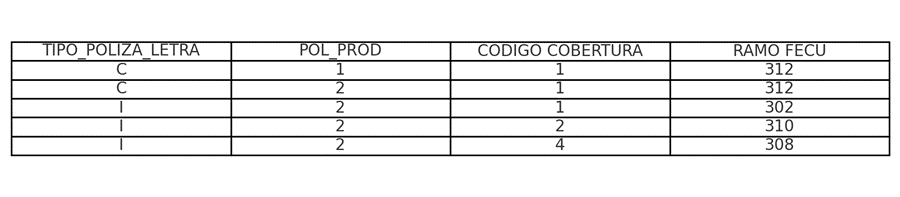 TIPO_POLIZA_LETRA POL_PROD CODIGO COBERTURA RAMO FECU
C 1 1 312
C 2 1 312
I 2 1 302
I 2 2 310
I 2 4 308